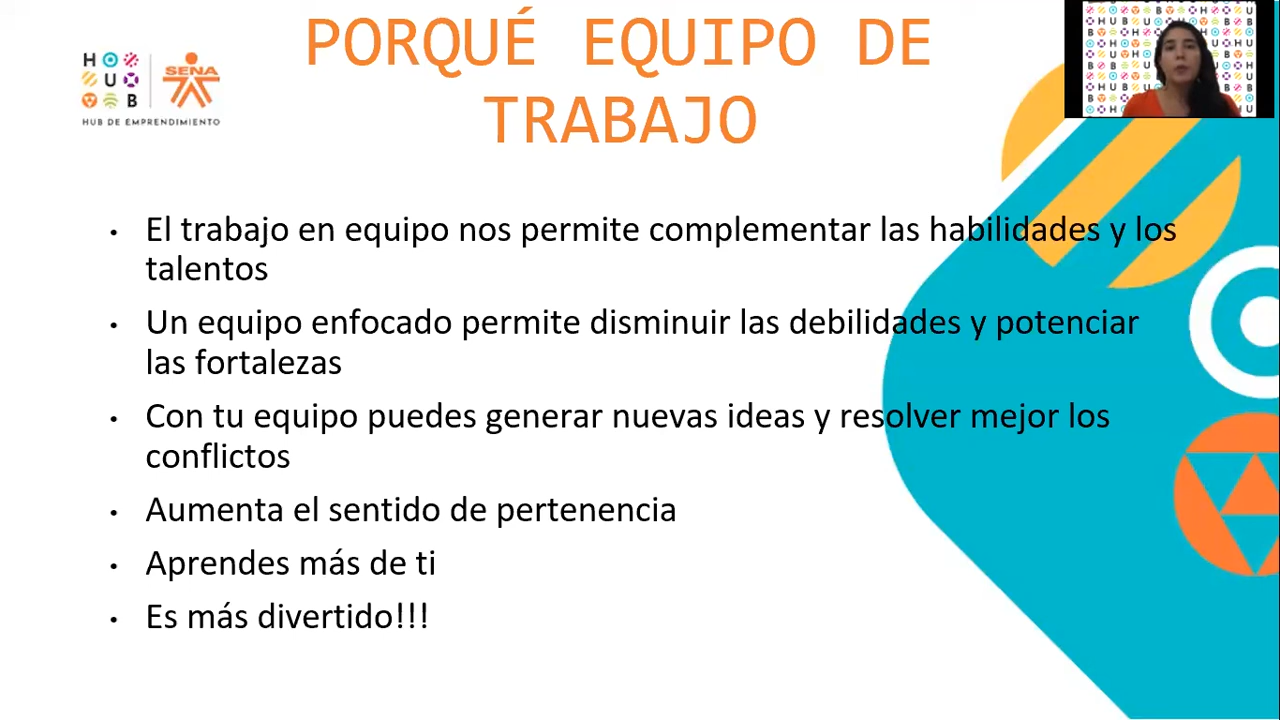 PORQUÉ EQUIPO DE
TRABAJO
H
U
B
SENA
HUB DE EMPRENDIMIENTO
El trabajo en equipo nos permite complementar las habilidades y los
talentos
Un equipo enfocado permite disminuir las debilidades y potenciar
las fortalezas
Con tu equipo puedes generar nuevas ideas y resolver mejor los
conflictos
Aumenta el sentido de pertenencia
Aprendes más de ti
Es más divertido!!!